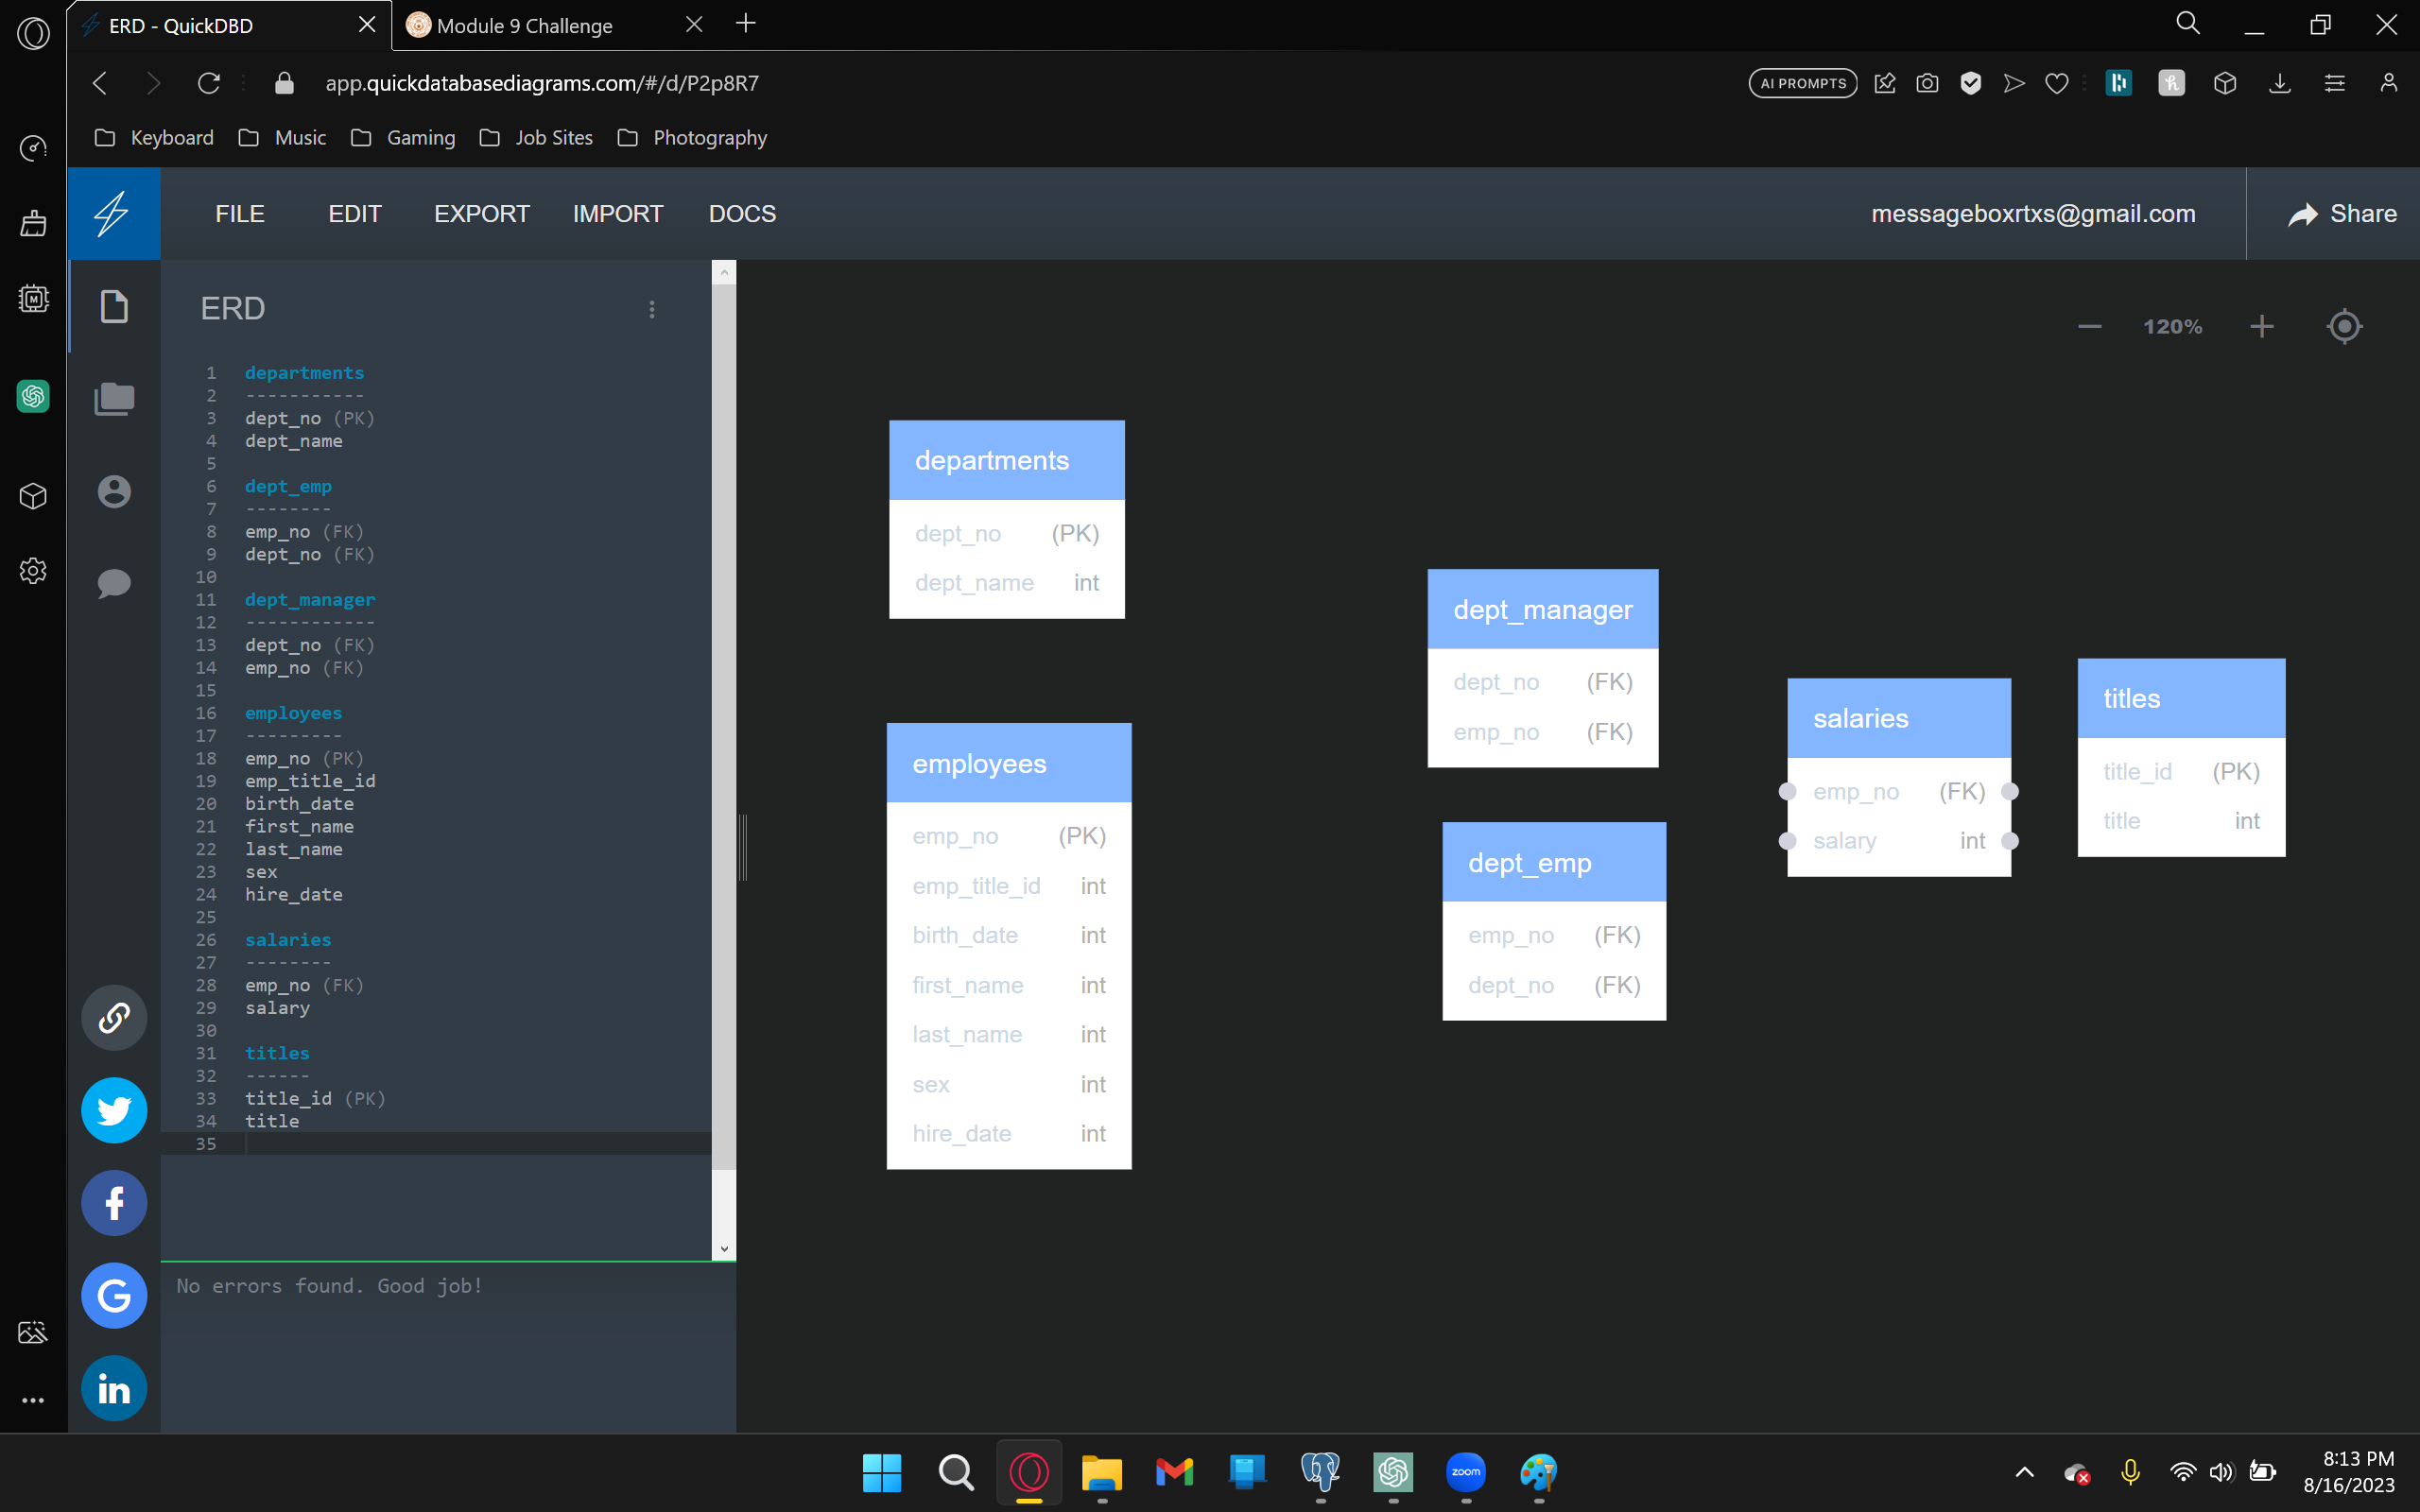 ERD - QuickDBD
Module 9 Challenge
app.quickdatabasediagrams.com/#/d/P2p8R7
AI PROMPTS
Keyboard
Music
Gaming
Job Sites
Photography
FILE
EDIT
EXPORT
IMPORT
DOCS
messageboxrtxs@gmail.com
Share
ERD
1 departments
2 -----------
3 dept_no (PK)
4 dept_name
5
6 dept_emp
7 --------
8 emp_no (FK)
9 dept_no (FK)
10
11 dept_manager
12 ------------
13 dept_no (FK)
14 emp_no (FK)
15
16 employees
17 ---------
18 emp_no (PK)
19 emp_title_id
20 birth_date
21 first_name
22 last_name
23 sex
24 hire_date
25
26 salaries
27 --------
28 emp_no (FK)
29 salary
30
31 titles
32 ------
33 title_id (PK)
34 title
35
No errors found. Good job!
120%
departments
dept_no (PK)
dept_name int
employees
emp_no (PK)
emp_title_id int
birth_date int
first_name int
last_name int
sex int
hire_date int
dept_manager
dept_no (FK)
emp_no (FK)
dept_emp
emp_no (FK)
dept_no (FK)
salaries
emp_no (FK)
salary int
titles
title_id (PK)
title int
zoom
8:13 PM
8/16/2023